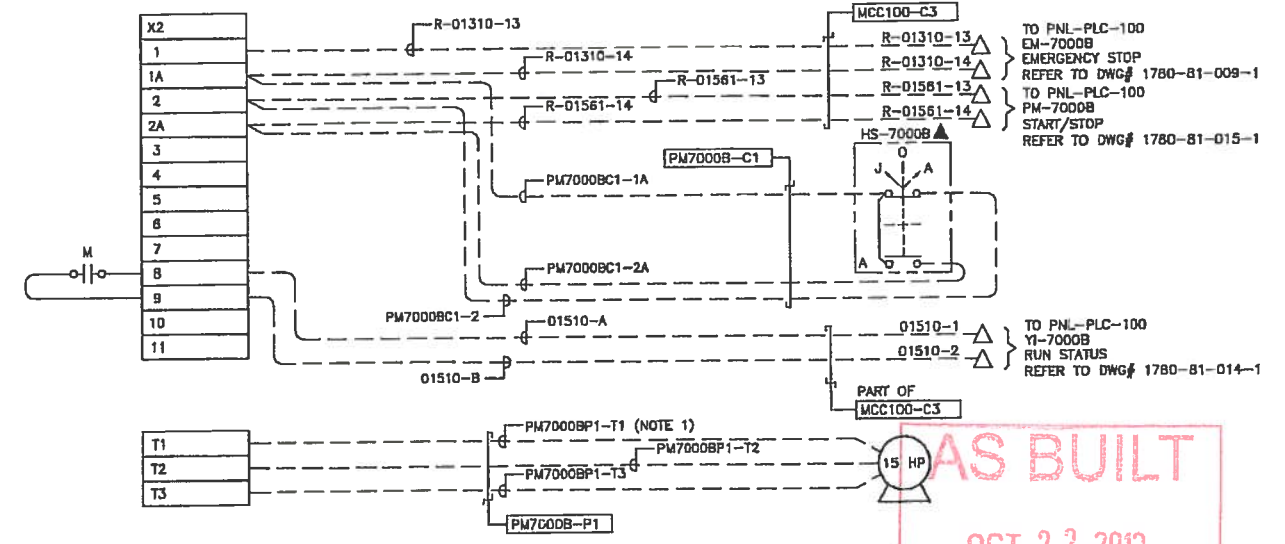 X2
1
1A
2
2A
3
4
5
6
7
8
9
10
11
M
R-01310-13
R-01310-14
R-01561-13
R-01561-14
MCC100-C3
R-01310-13
R-01310-14
R-01561-13
R-01561-14
TO PNL-PLC-100
EM-7000B
EMERGENCY STOP
REFER TO DWG# 1780-81-009-1
TO PNL-PLC-100
PM-7000B
START/STOP
REFER TO DWG# 1780-81-015-1
HS-7000B
O
J
A
A
PM7000B-C1
PM7000BC1-1A
PM7000BC1-2A
PM7000BC1-2
01510-A
01510-B
01510-1
01510-2
TO PNL-PLC-100
YI-7000B
RUN STATUS
REFER TO DWG# 1780-81-014-1
PART OF
MCC100-C3
T1
T2
T3
PM7000BP1-T1 (NOTE 1)
PM7000BP1-T2
PM7000BP1-T3
PM7000B-P1
15 HP
AS BUILT
OCT 2